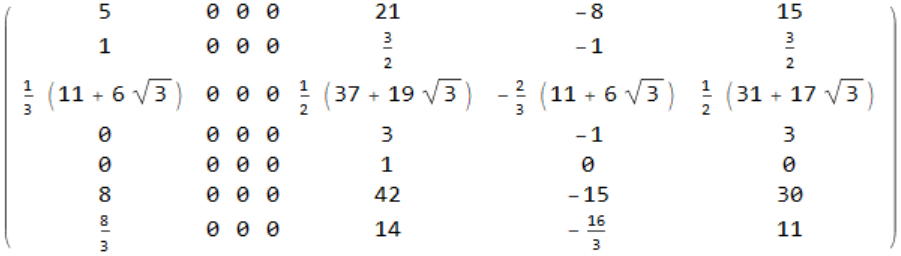 5 0 0 0 21 -8 15
1 0 0 0 3/2 -1 3/2
1/3 (11 + 6 √3) 0 0 0 1/2 (37 + 19 √3) -2/3 (11 + 6 √3) 1/2 (31 + 17 √3)
0 0 0 0 3 -1 3
0 0 0 0 1 0 0
8 0 0 0 42 -15 30
8/3 0 0 0 14 -16/3 11